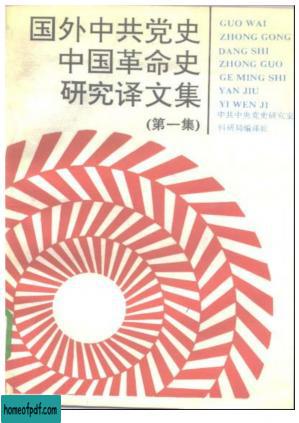 国外中共党史
中国革命史
研究译文集
(第一集)
GUO WAI
ZHONG GONG
DANG SHI
ZHONG GUO
GE MING SHI
YAN JIU
YI WEN JI
中共中央党史研究室
科研局编译处
homeofpdf.com